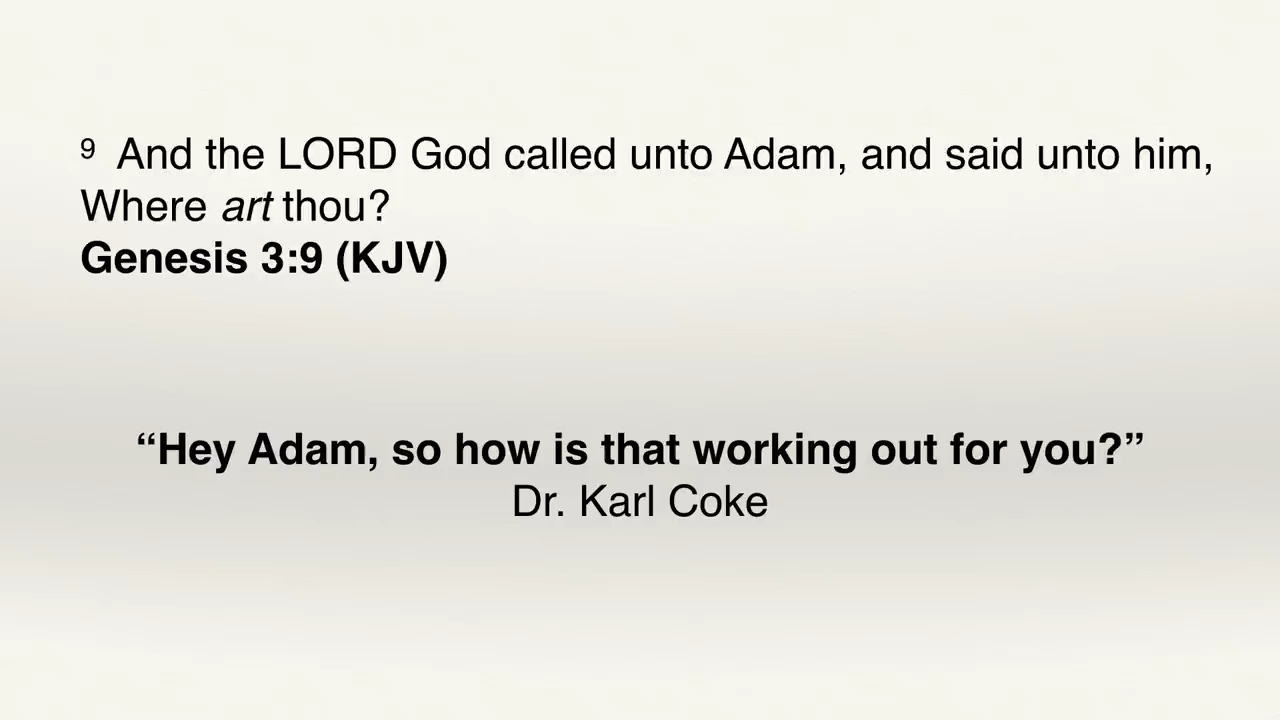 9 And the LORD God called unto Adam, and said unto him,
Where art thou?
Genesis 3:9 (KJV)
“Hey Adam, so how is that working out for you?”
Dr. Karl Coke